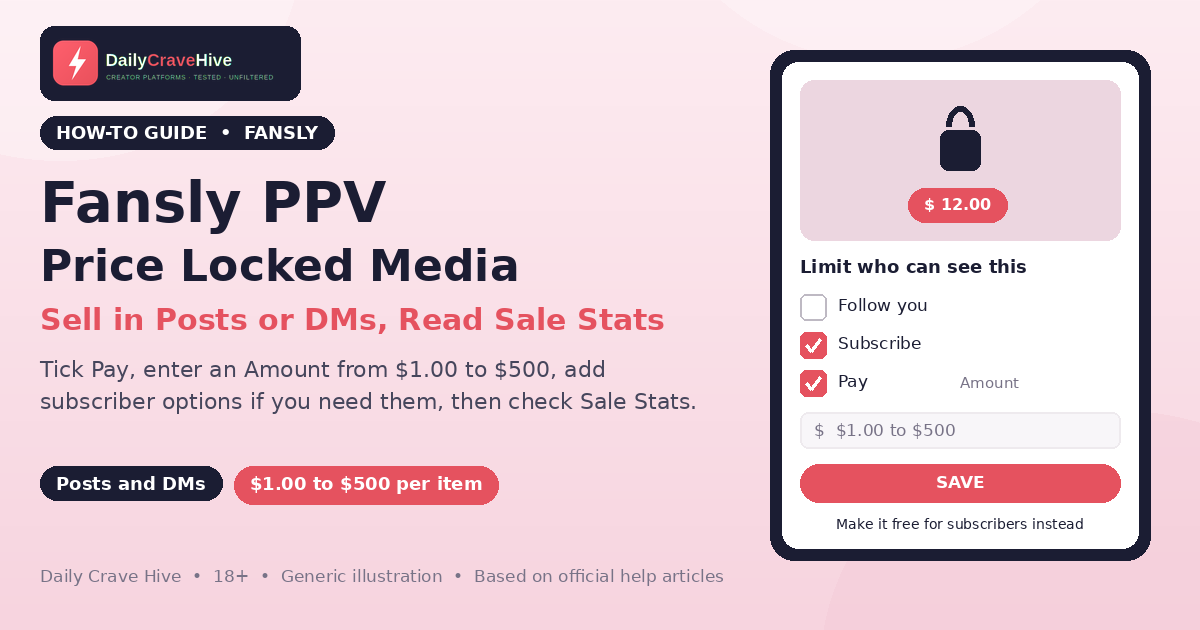 DailyCraveHive
CREATOR PLATFORMS · TESTED · UNFILTERED
HOW-TO GUIDE • FANSLY
Fansly PPV
Price Locked Media
Sell in Posts or DMs, Read Sale Stats
Tick Pay, enter an Amount from $1.00 to $500, add
subscriber options if you need them, then check Sale Stats.
Posts and DMs
$1.00 to $500 per item
Daily Crave Hive • 18+ • Generic illustration • Based on official help articles
$ 12.00
Limit who can see this
Follow you
Subscribe
Pay Amount
$ $1.00 to $500
SAVE
Make it free for subscribers instead